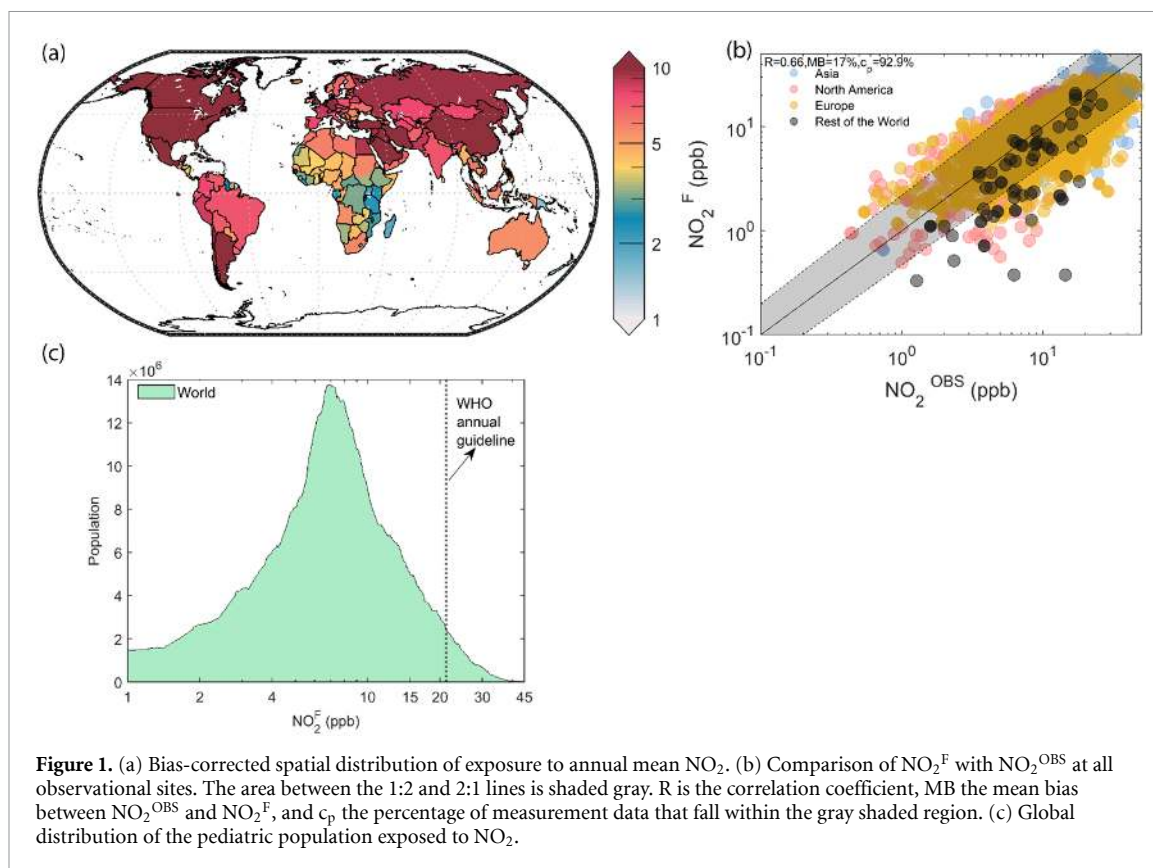 (a)
10
5
2
1
(b)
R=0.66,MB=17%,c_p=92.9%
Asia
North America
Europe
Rest of the World
10^1
10^0
10^-1
NO_2^F (ppb)
10^-1
10^0
10^1
NO_2^OBS (ppb)
(c)
×10^6
14
12
10
8
6
4
2
0
Population
World
WHO
annual
guideline
1
2
4
10
20
30
45
NO_2^F (ppb)
Figure 1. (a) Bias-corrected spatial distribution of exposure to annual mean NO_2. (b) Comparison of NO_2^F with NO_2^OBS at all
observational sites. The area between the 1:2 and 2:1 lines is shaded gray. R is the correlation coefficient, MB the mean bias
between NO_2^OBS and NO_2^F, and c_p the percentage of measurement data that fall within the gray shaded region. (c) Global
distribution of the pediatric population exposed to NO_2.